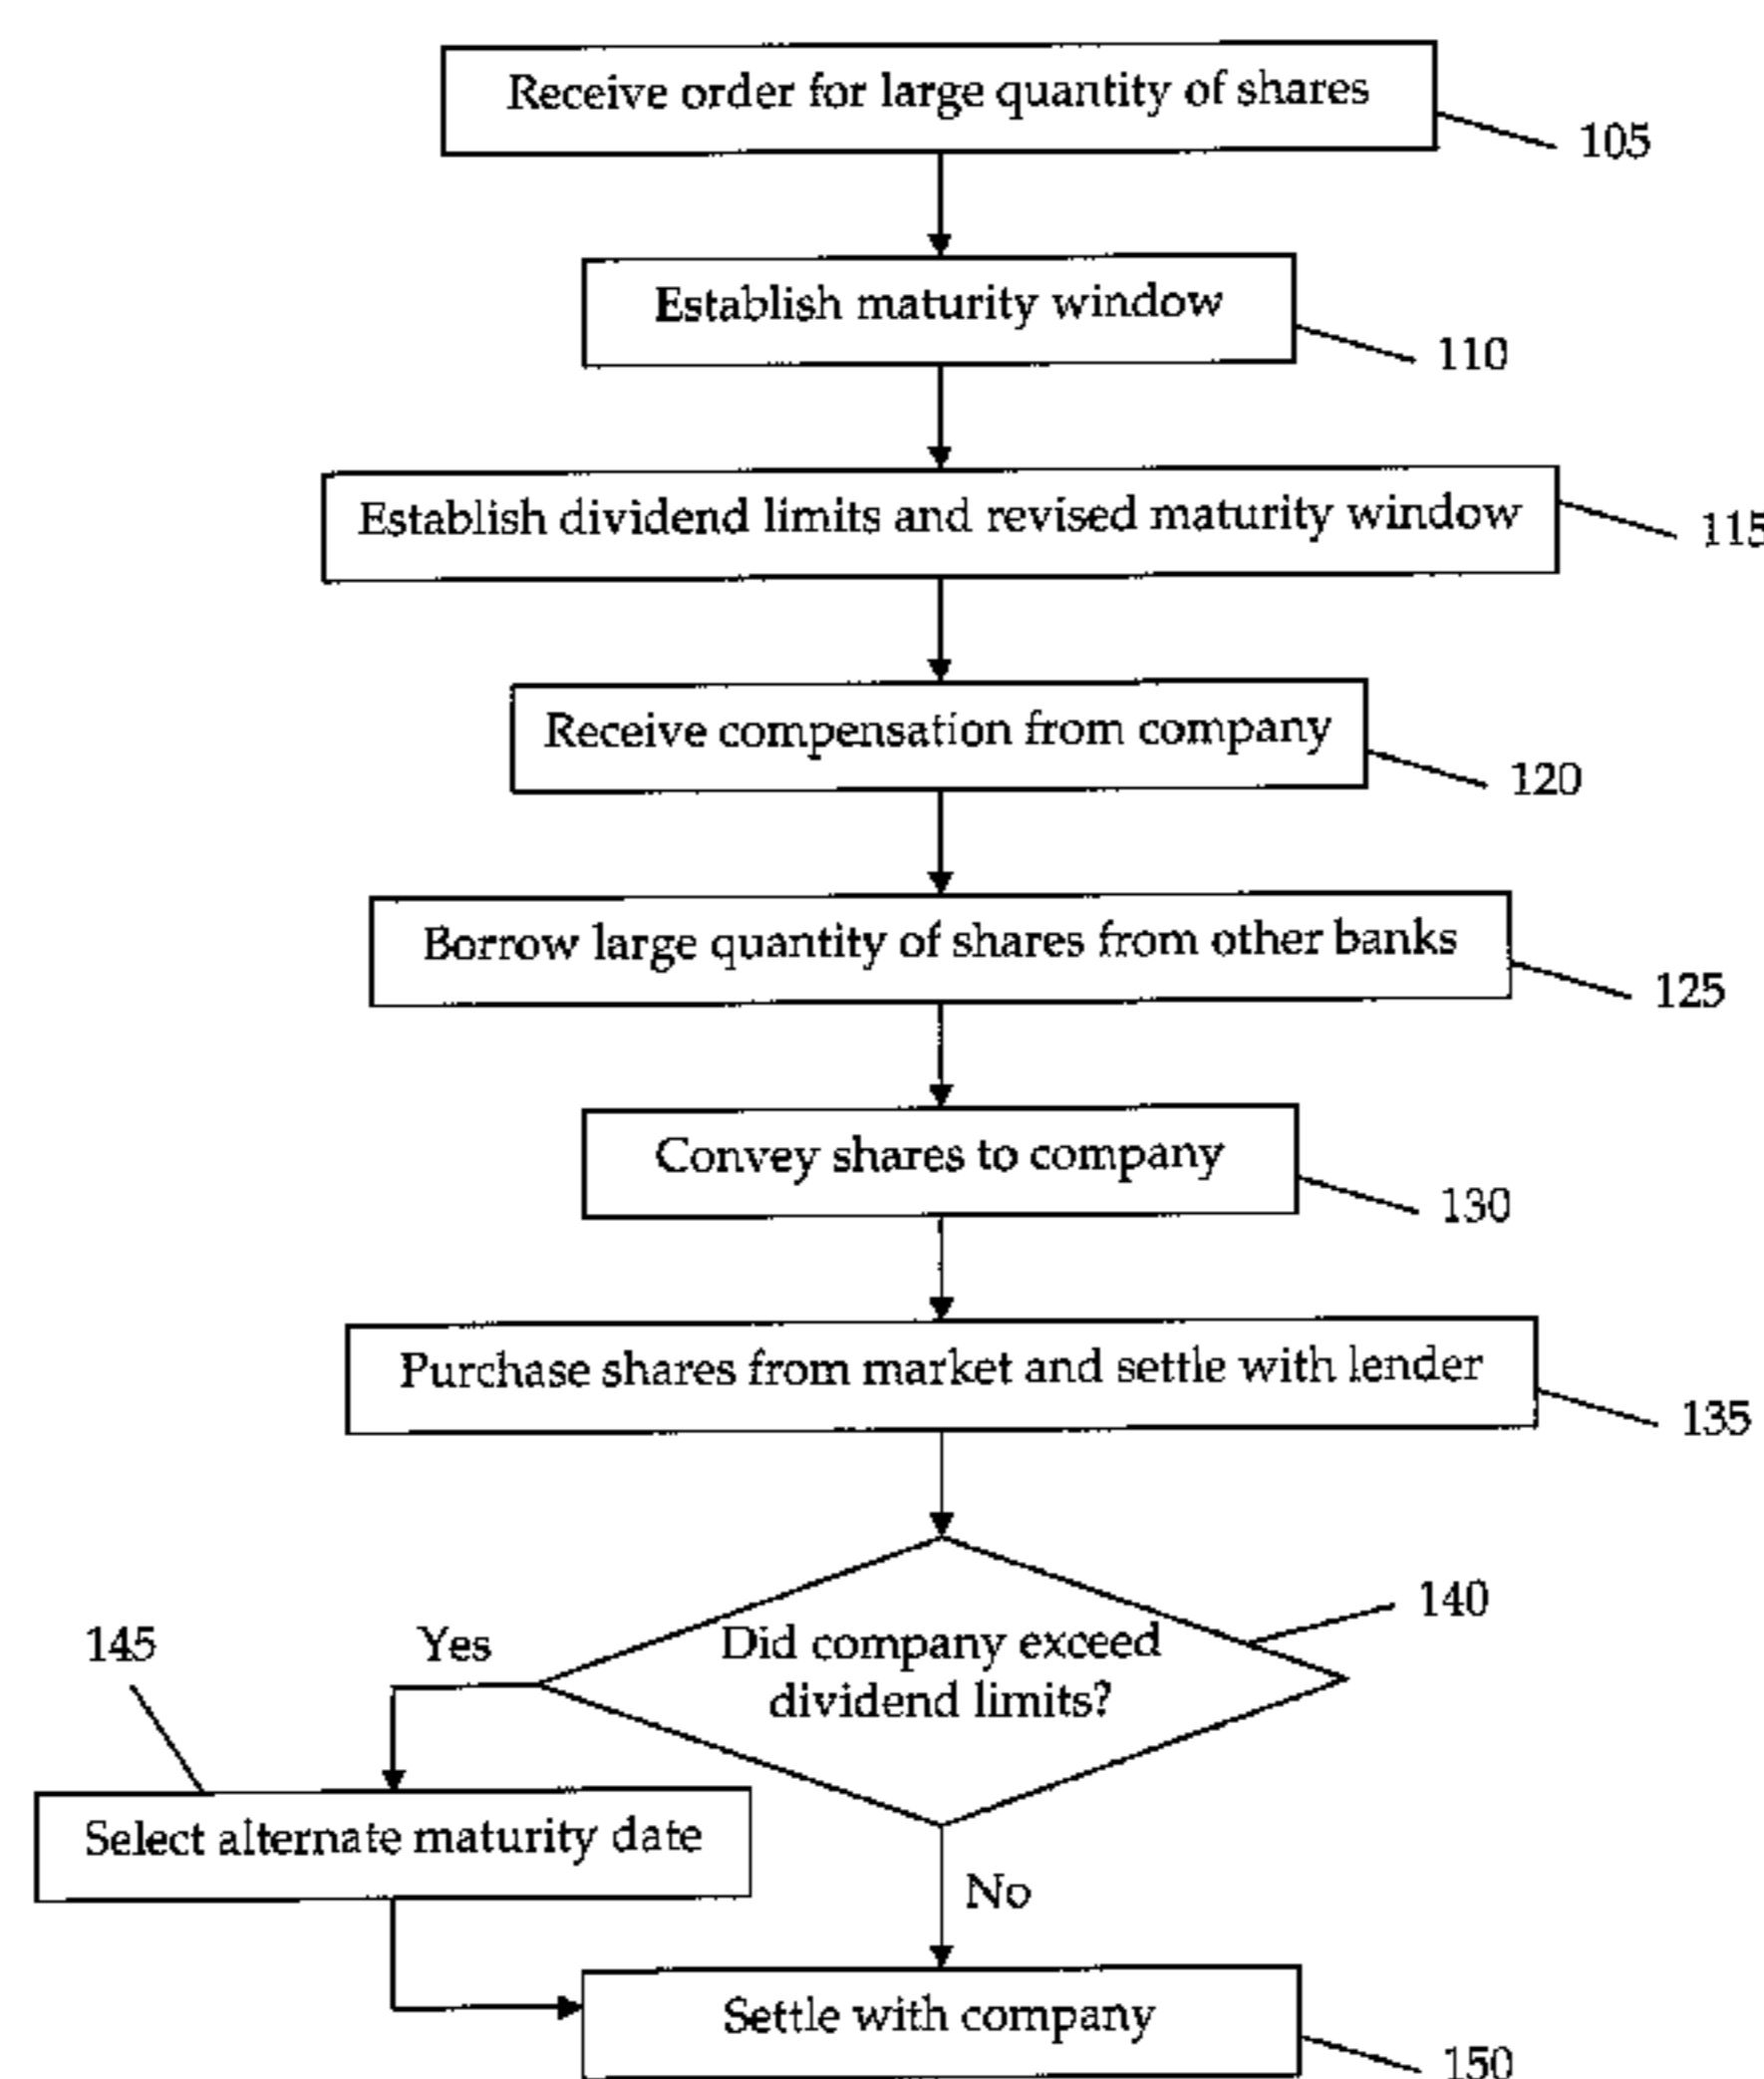 Receive order for large quantity of shares
105
Establish maturity window
110
Establish dividend limits and revised maturity window
115
Receive compensation from company
120
Borrow large quantity of shares from other banks
125
Convey shares to company
130
Purchase shares from market and settle with lender
135
140
145
Yes
Did company exceed
dividend limits?
Select alternate maturity date
No
Settle with company
150